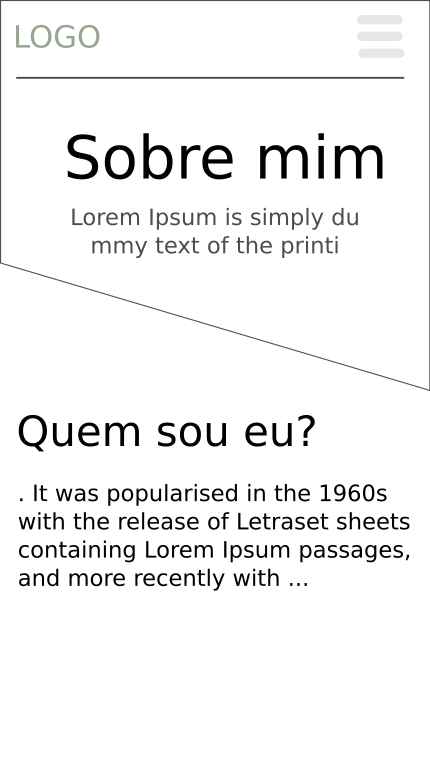 LOGO
Sobre mim
Lorem Ipsum is simply du
mmy text of the printi
Quem sou eu?
. It was popularised in the 1960s
with the release of Letraset sheets
containing Lorem Ipsum passages,
and more recently with ...